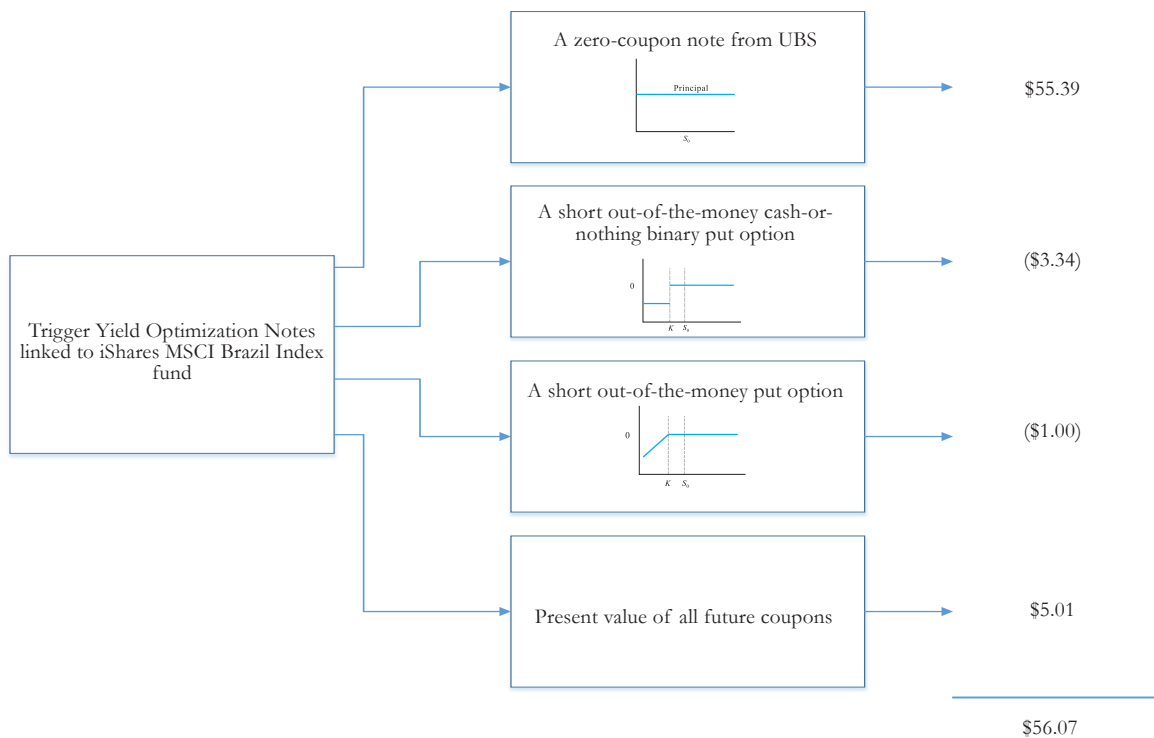 A zero-coupon note from UBS
Principal
S₀
$55.39
A short out-of-the-money cash-or-
nothing binary put option
0
K S₀
($3.34)
Trigger Yield Optimization Notes
linked to iShares MSCI Brazil Index
fund
A short out-of-the-money put option
0
K S₀
($1.00)
Present value of all future coupons
$5.01
$56.07